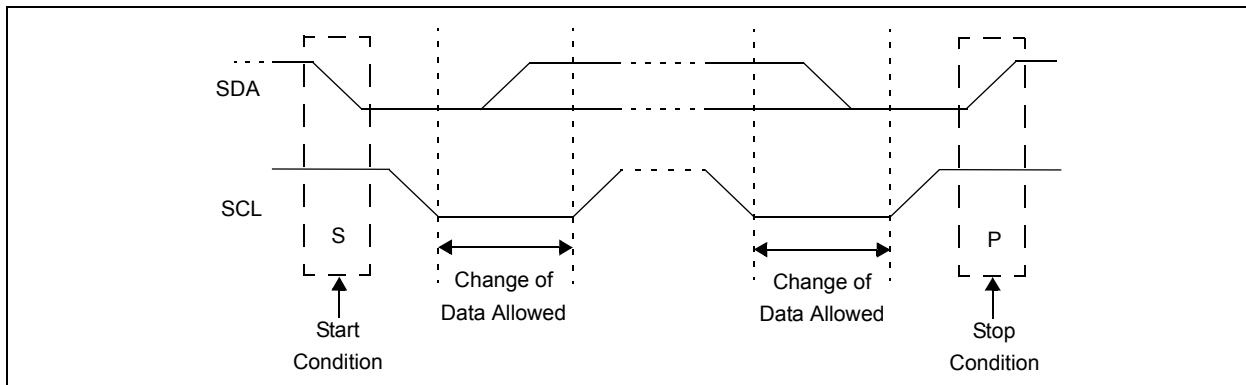 SDA
SCL
S
P
Change of
Data Allowed
Change of
Data Allowed
Start
Condition
Stop
Condition